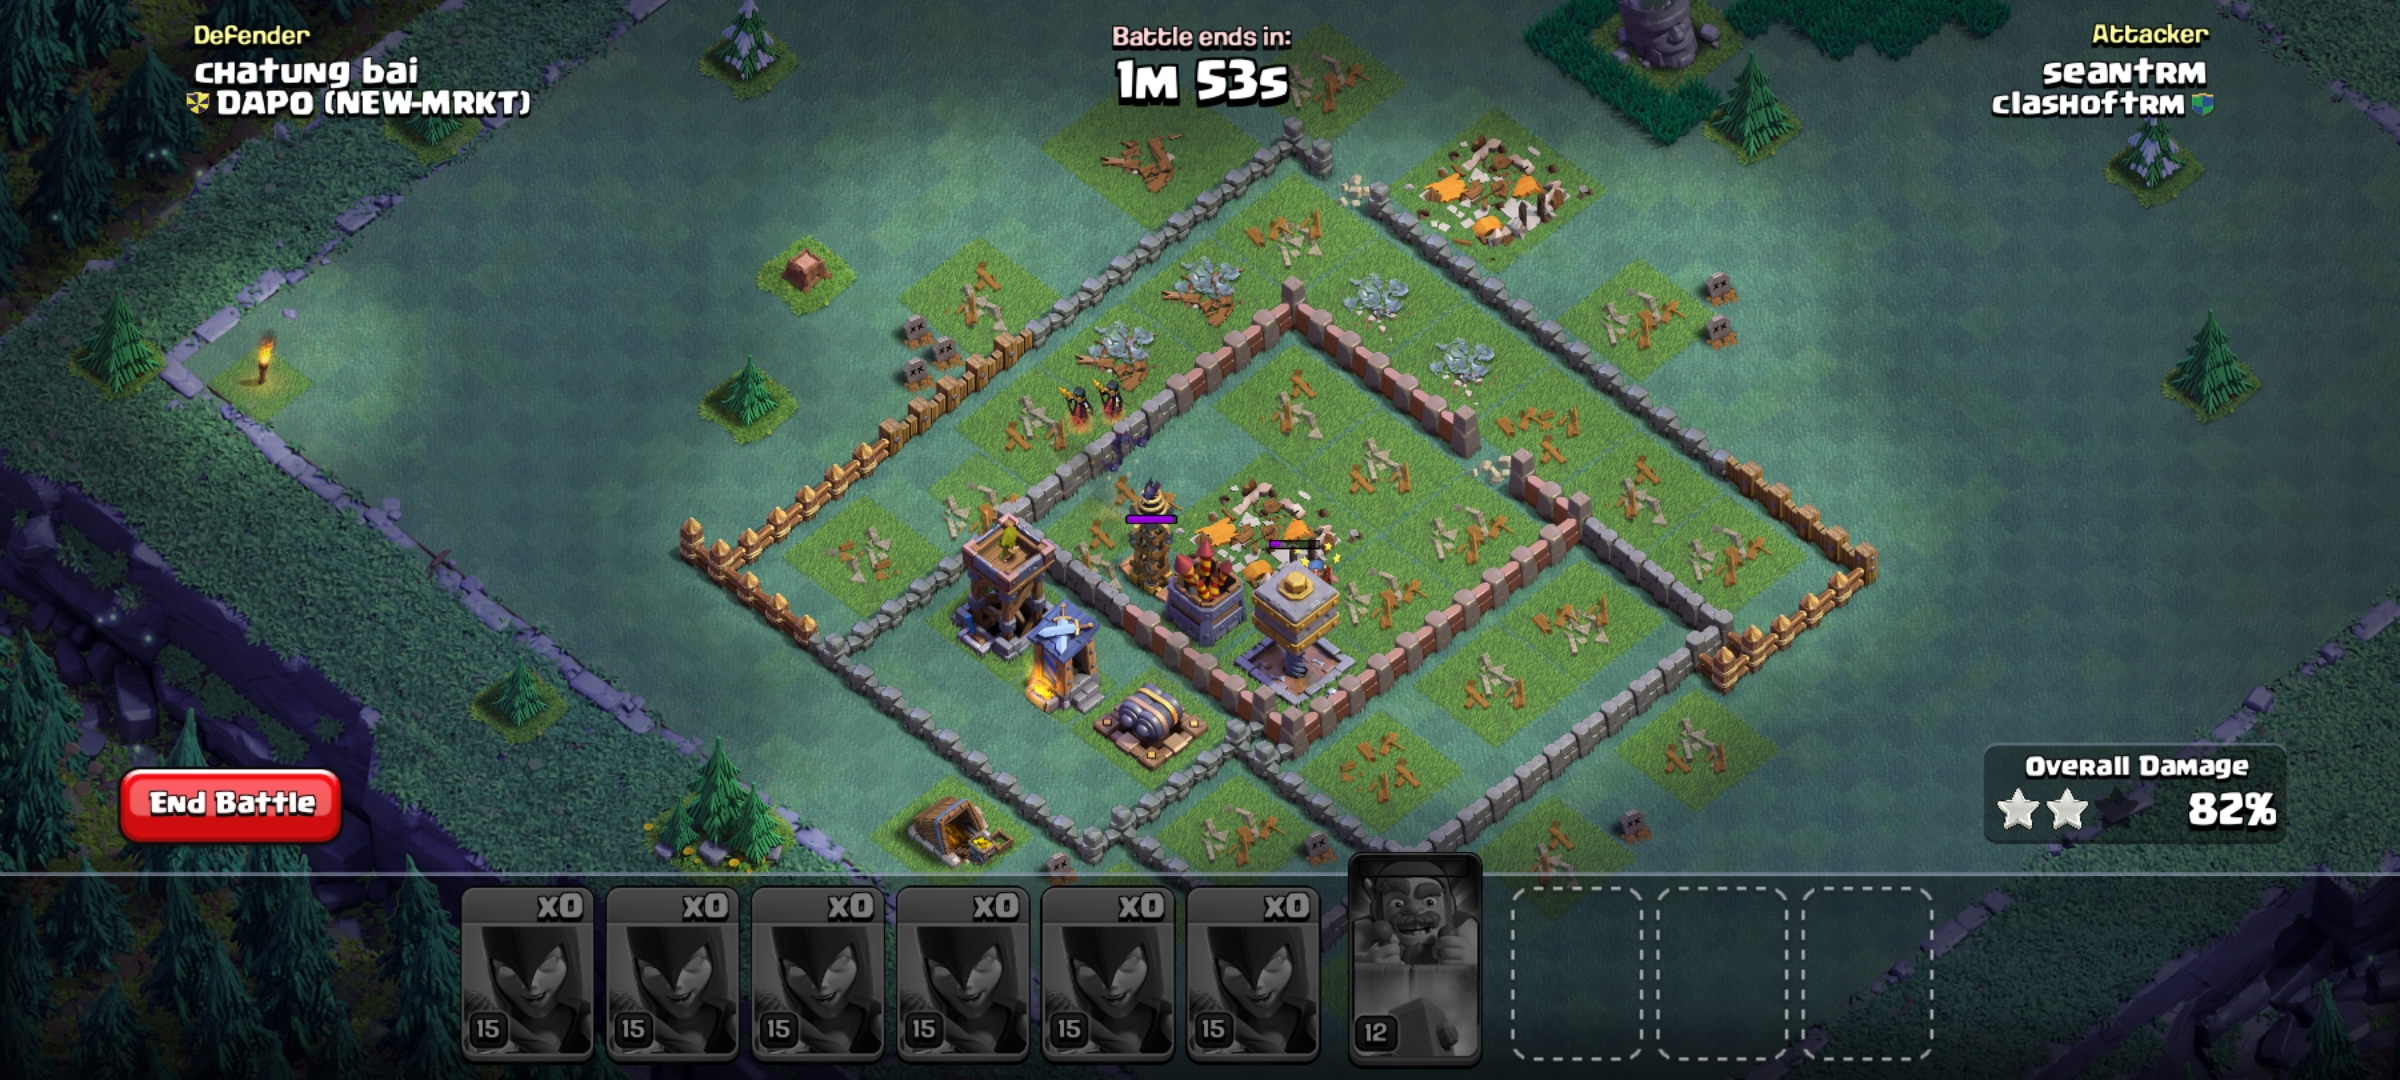 Defender
chatung bai
DAPO (NEW-MRKT)
Battle ends in:
1M 53s
Attacker
seantRM
clashoftRM
End Battle
Overall Damage
82%
x0
x0
x0
x0
x0
x0
15
15
15
15
15
15
12